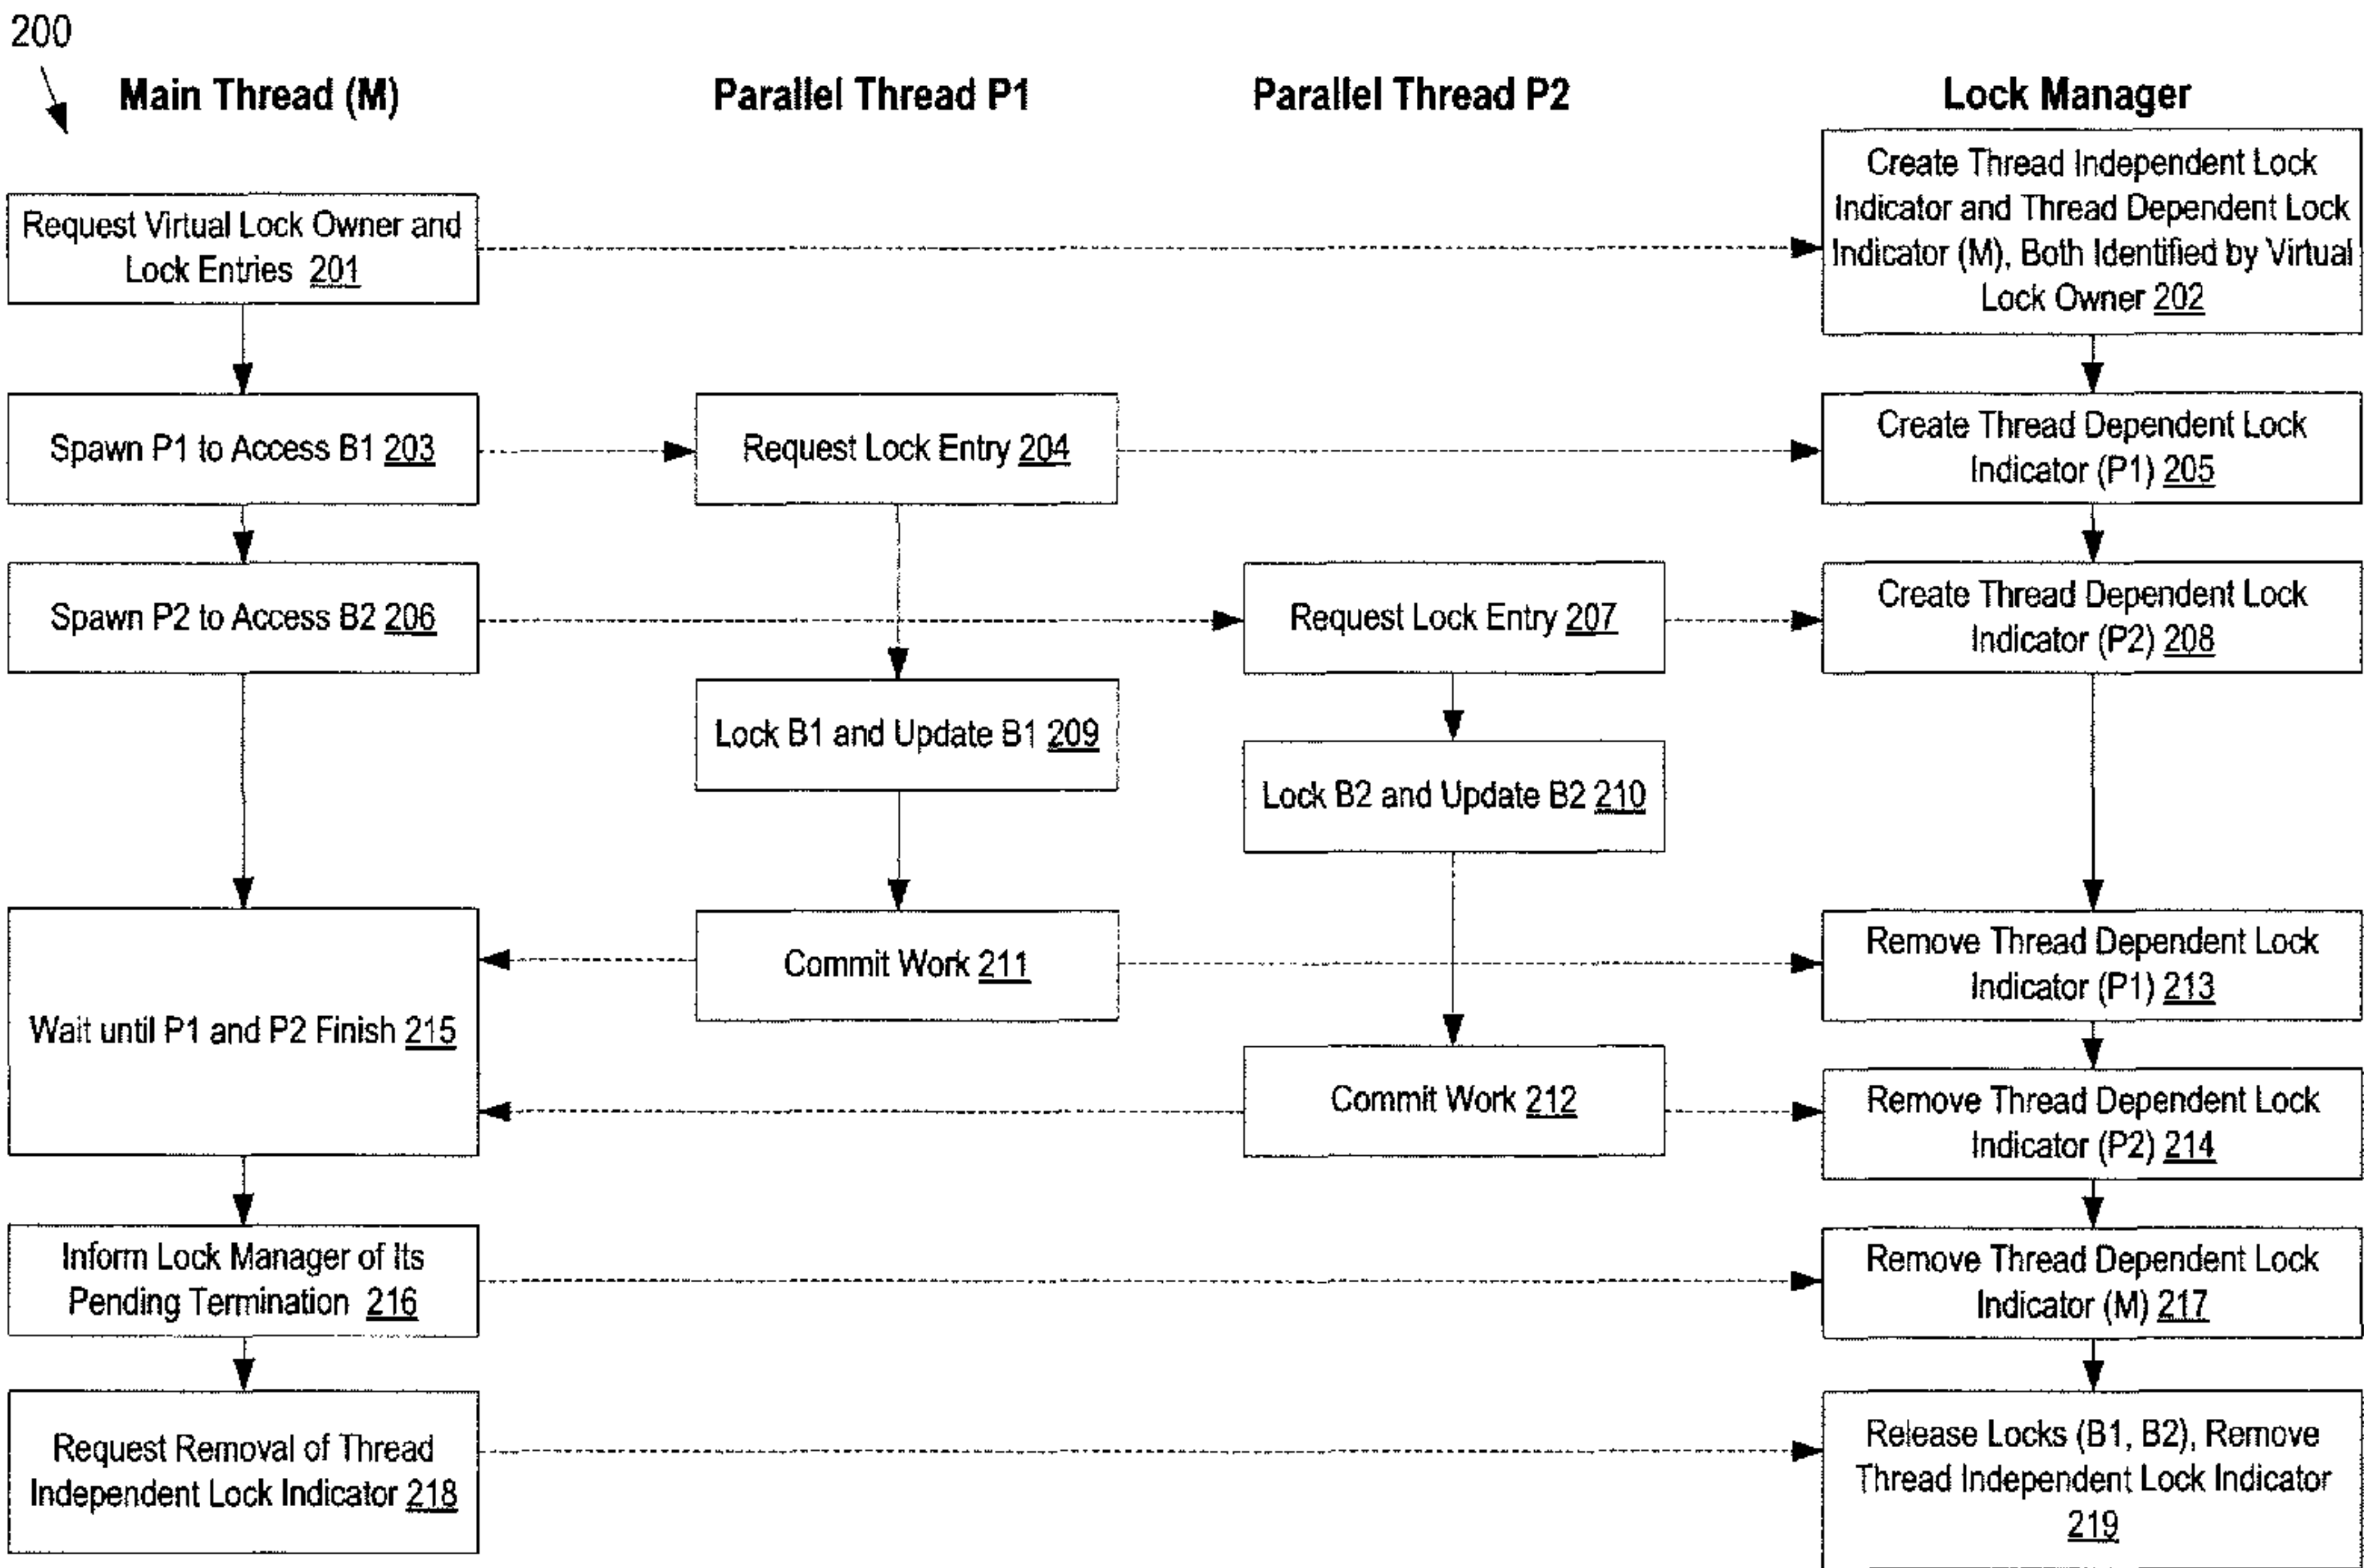 200
Main Thread (M)
Parallel Thread P1
Parallel Thread P2
Lock Manager
Request Virtual Lock Owner and
Lock Entries 201
Create Thread Independent Lock
Indicator and Thread Dependent Lock
Indicator (M), Both Identified by Virtual
Lock Owner 202
Spawn P1 to Access B1 203
Request Lock Entry 204
Create Thread Dependent Lock
Indicator (P1) 205
Spawn P2 to Access B2 206
Request Lock Entry 207
Create Thread Dependent Lock
Indicator (P2) 208
Lock B1 and Update B1 209
Lock B2 and Update B2 210
Wait until P1 and P2 Finish 215
Commit Work 211
Remove Thread Dependent Lock
Indicator (P1) 213
Commit Work 212
Remove Thread Dependent Lock
Indicator (P2) 214
Inform Lock Manager of Its
Pending Termination 216
Remove Thread Dependent Lock
Indicator (M) 217
Request Removal of Thread
Independent Lock Indicator 218
Release Locks (B1, B2), Remove
Thread Independent Lock Indicator
219